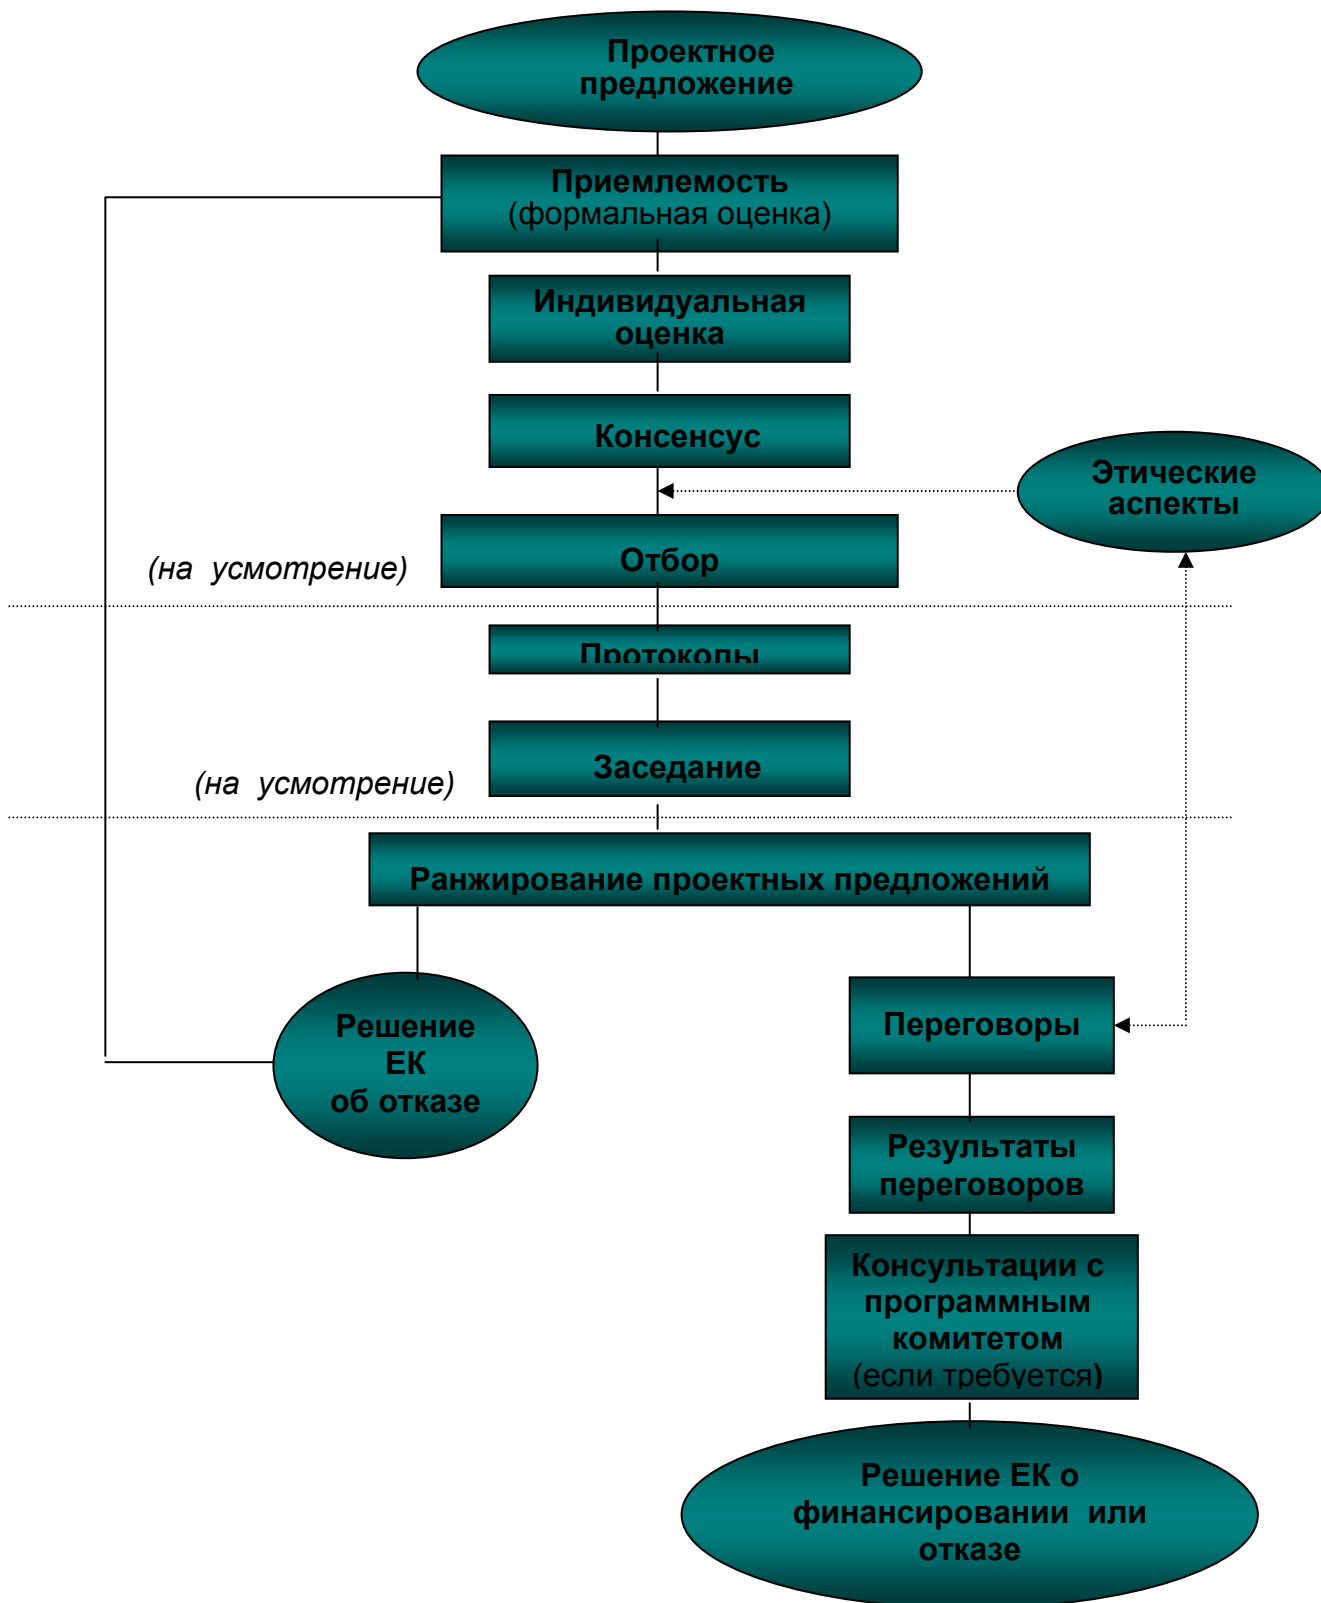 Проектное
предложение
Приемлемость
(формальная оценка)
Индивидуальная
оценка
Консенсус
Этические
аспекты
Отбор
(на усмотрение)
Протоколы
Заседание
(на усмотрение)
Ранжирование проектных предложений
Решение
ЕК
об отказе
Переговоры
Результаты
переговоров
Консультации с
программным
комитетом
(если требуется)
Решение ЕК о
финансировании или
отказе